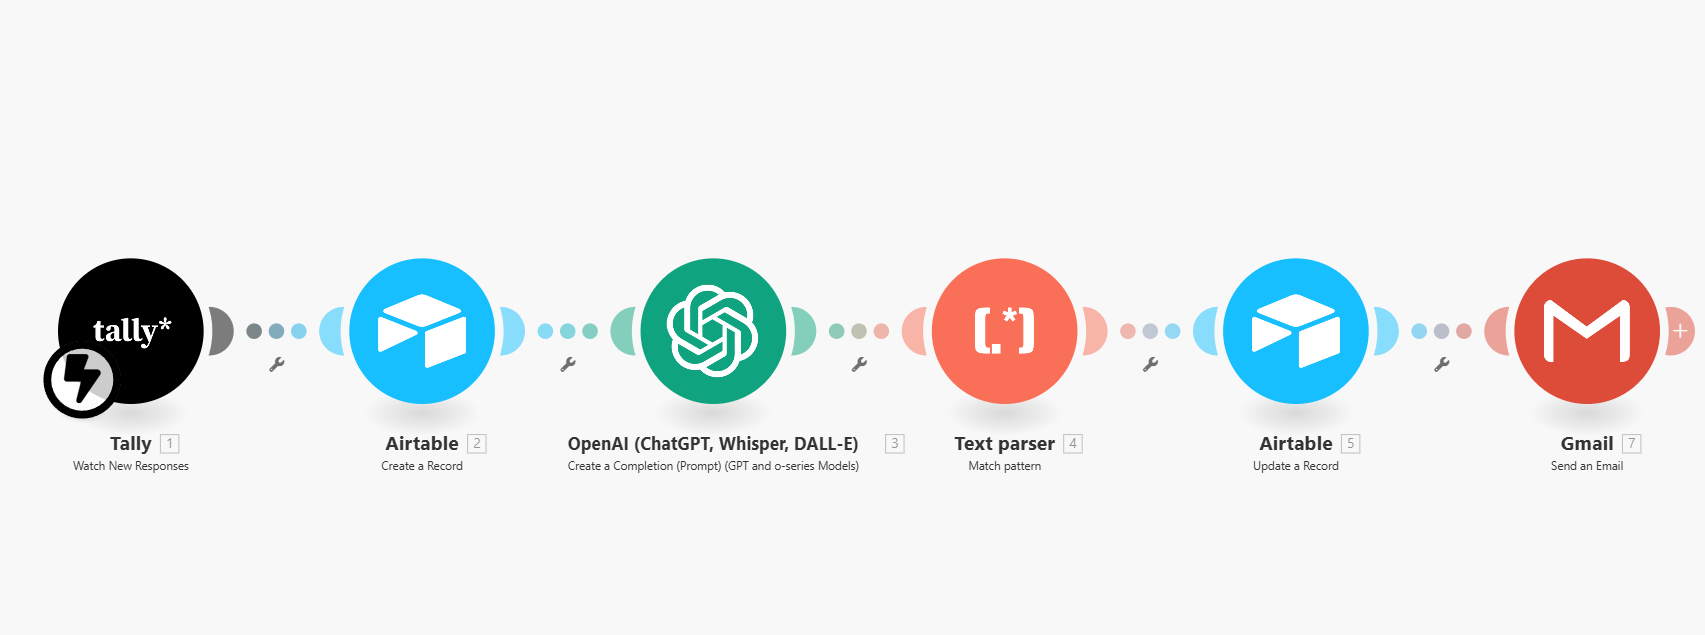 tally*
[.*]
Tally 1
Watch New Responses
Airtable 2
Create a Record
OpenAI (ChatGPT, Whisper, DALL-E) 3
Create a Completion (Prompt) (GPT and o-series Models)
Text parser 4
Match pattern
Airtable 5
Update a Record
Gmail 7
Send an Email